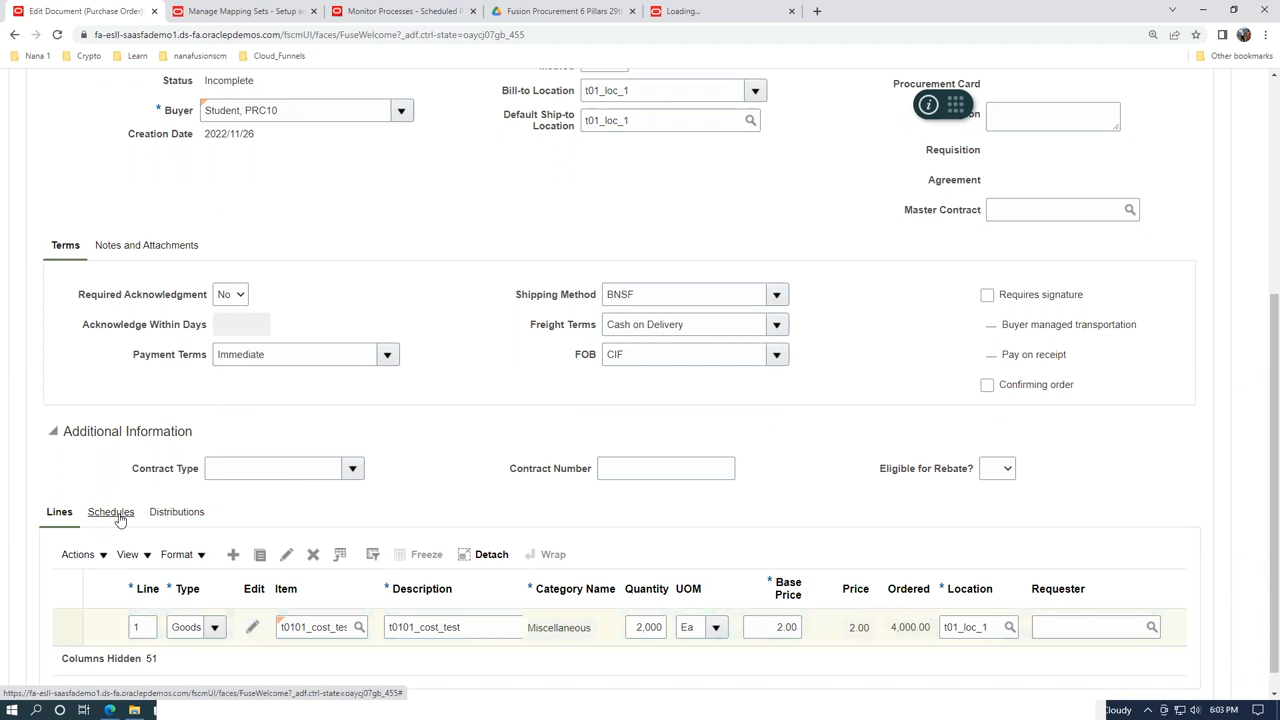 Edit Document (Purchase Order)
Manage Mapping Sets - Setup a
Monitor Processes - Scheduled P
Fusion Procurement 6 Pillars 29th
Loading...
fa-esll-saasfademo1.ds-fa.oraclepdemos.com/fscmUI/faces/FuseWelcome?_adf.ctrl-state=oaycj07gb_455
Nana 1
Crypto
Learn
nanafusioncrs
Cloud_Funnels
Other bookmarks
Status Incomplete
Bill-to Location t01_loc_1
Procurement Card
* Buyer Student, PRC10
Default Ship-to Location t01_loc_1
Creation Date 2022/11/26
Requisition
Agreement
Master Contract
Terms Notes and Attachments
Required Acknowledgment No
Shipping Method BNSF
Requires signature
Acknowledge Within Days
Freight Terms Cash on Delivery
Buyer managed transportation
Payment Terms Immediate
FOB CIF
Pay on receipt
Confirming order
Additional Information
Contract Type
Contract Number
Eligible for Rebate?
Lines Schedules Distributions
Actions View Format Freeze Detach Wrap
* Line * Type Edit Item * Description * Category Name Quantity UOM * Base Price Price Ordered * Location Requester
1 Goods t0101_cost_tes t0101_cost_test Miscellaneous 2,000 Ea 2.00 2.00 4,000.00 t01_loc_1
Columns Hidden 51
https://fa-esll-saasfademo1.ds-fa.oraclepdemos.com/fscmUI/faces/FuseWelcome?_adf.ctrl-state=oaycj07gb_455#
Cloudy 6:03 PM